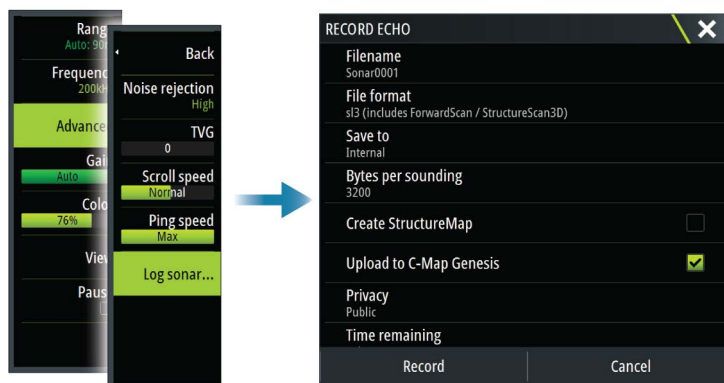 Rang
Auto: 90
Frequenc
200kH
Advance
Gai
Auto
Colo
76%
View
Paus
Back
Noise rejection
High
TVG
0
Scroll speed
Normal
Ping speed
Max
Log sonar...
RECORD ECHO
Filename
Sonar0001
File format
sl3 (includes ForwardScan / StructureScan3D)
Save to
Internal
Bytes per sounding
3200
Create StructureMap
Upload to C-Map Genesis
Privacy
Public
Time remaining
Record
Cancel